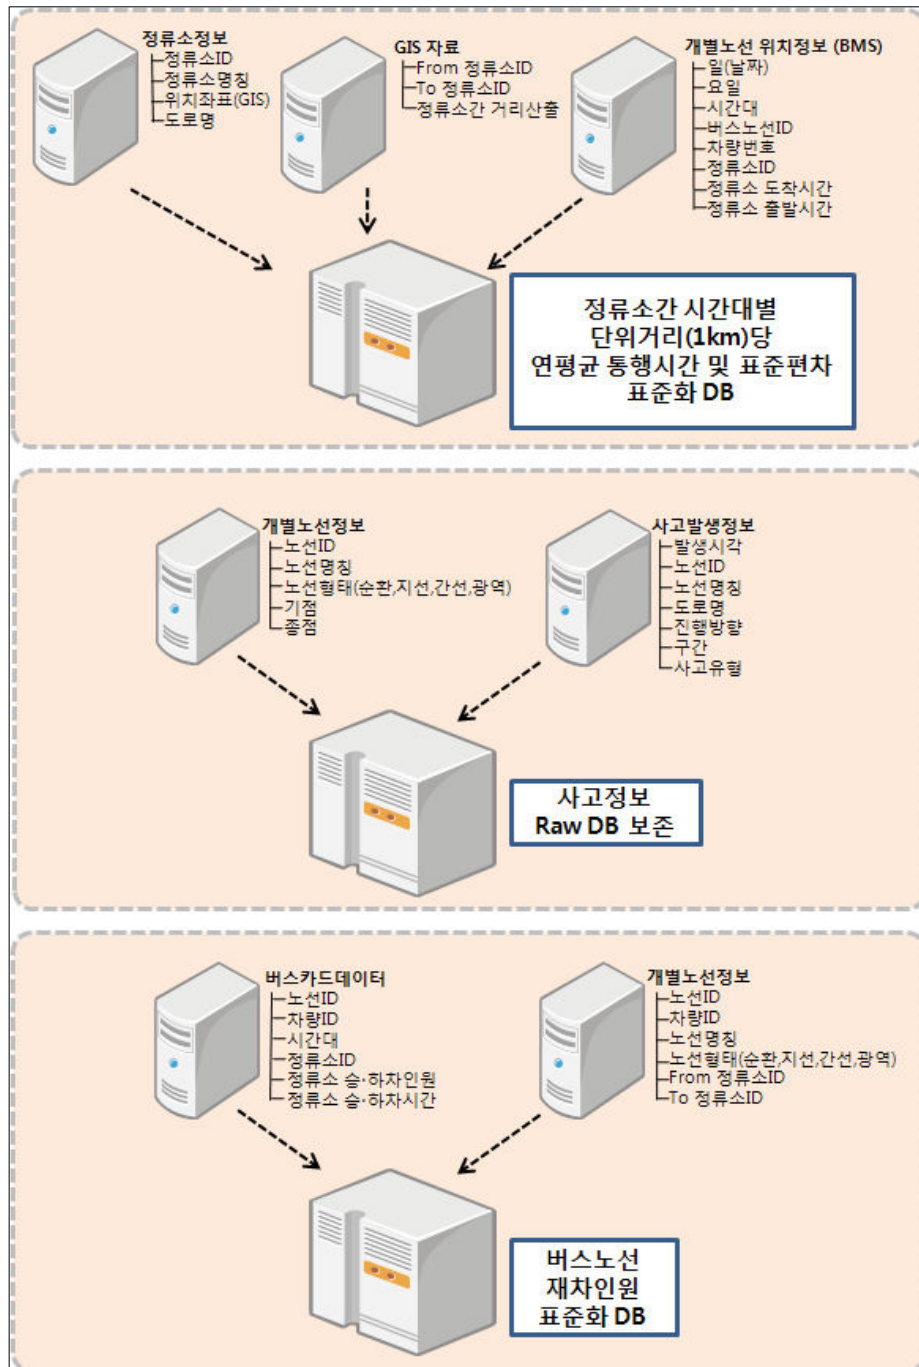 정류소정보
정류소ID
정류소명칭
위치좌표(GIS)
도로명
GIS 자료
From 정류소ID
To 정류소ID
정류소간 거리산출
개별노선 위치정보 (BMS)
일(날짜)
요일
시간대
버스노선ID
차량번호
정류소ID
정류소 도착시간
정류소 출발시간
정류소간 시간대별
단위거리(1km)당
연평균 통행시간 및 표준편차
표준화 DB
개별노선정보
노선ID
노선명칭
노선형태(순환,지선,간선,광역)
기점
종점
사고발생정보
발생시각
노선ID
노선명칭
도로명
진행방향
구간
사고유형
사고정보
Raw DB 보존
버스카드데이터
노선ID
차량ID
시간대
정류소ID
정류소 승·하차인원
정류소 승·하차시간
개별노선정보
노선ID
차량ID
노선명칭
노선형태(순환,지선,간선,광역)
From 정류소ID
To 정류소ID
버스노선
재차인원
표준화 DB